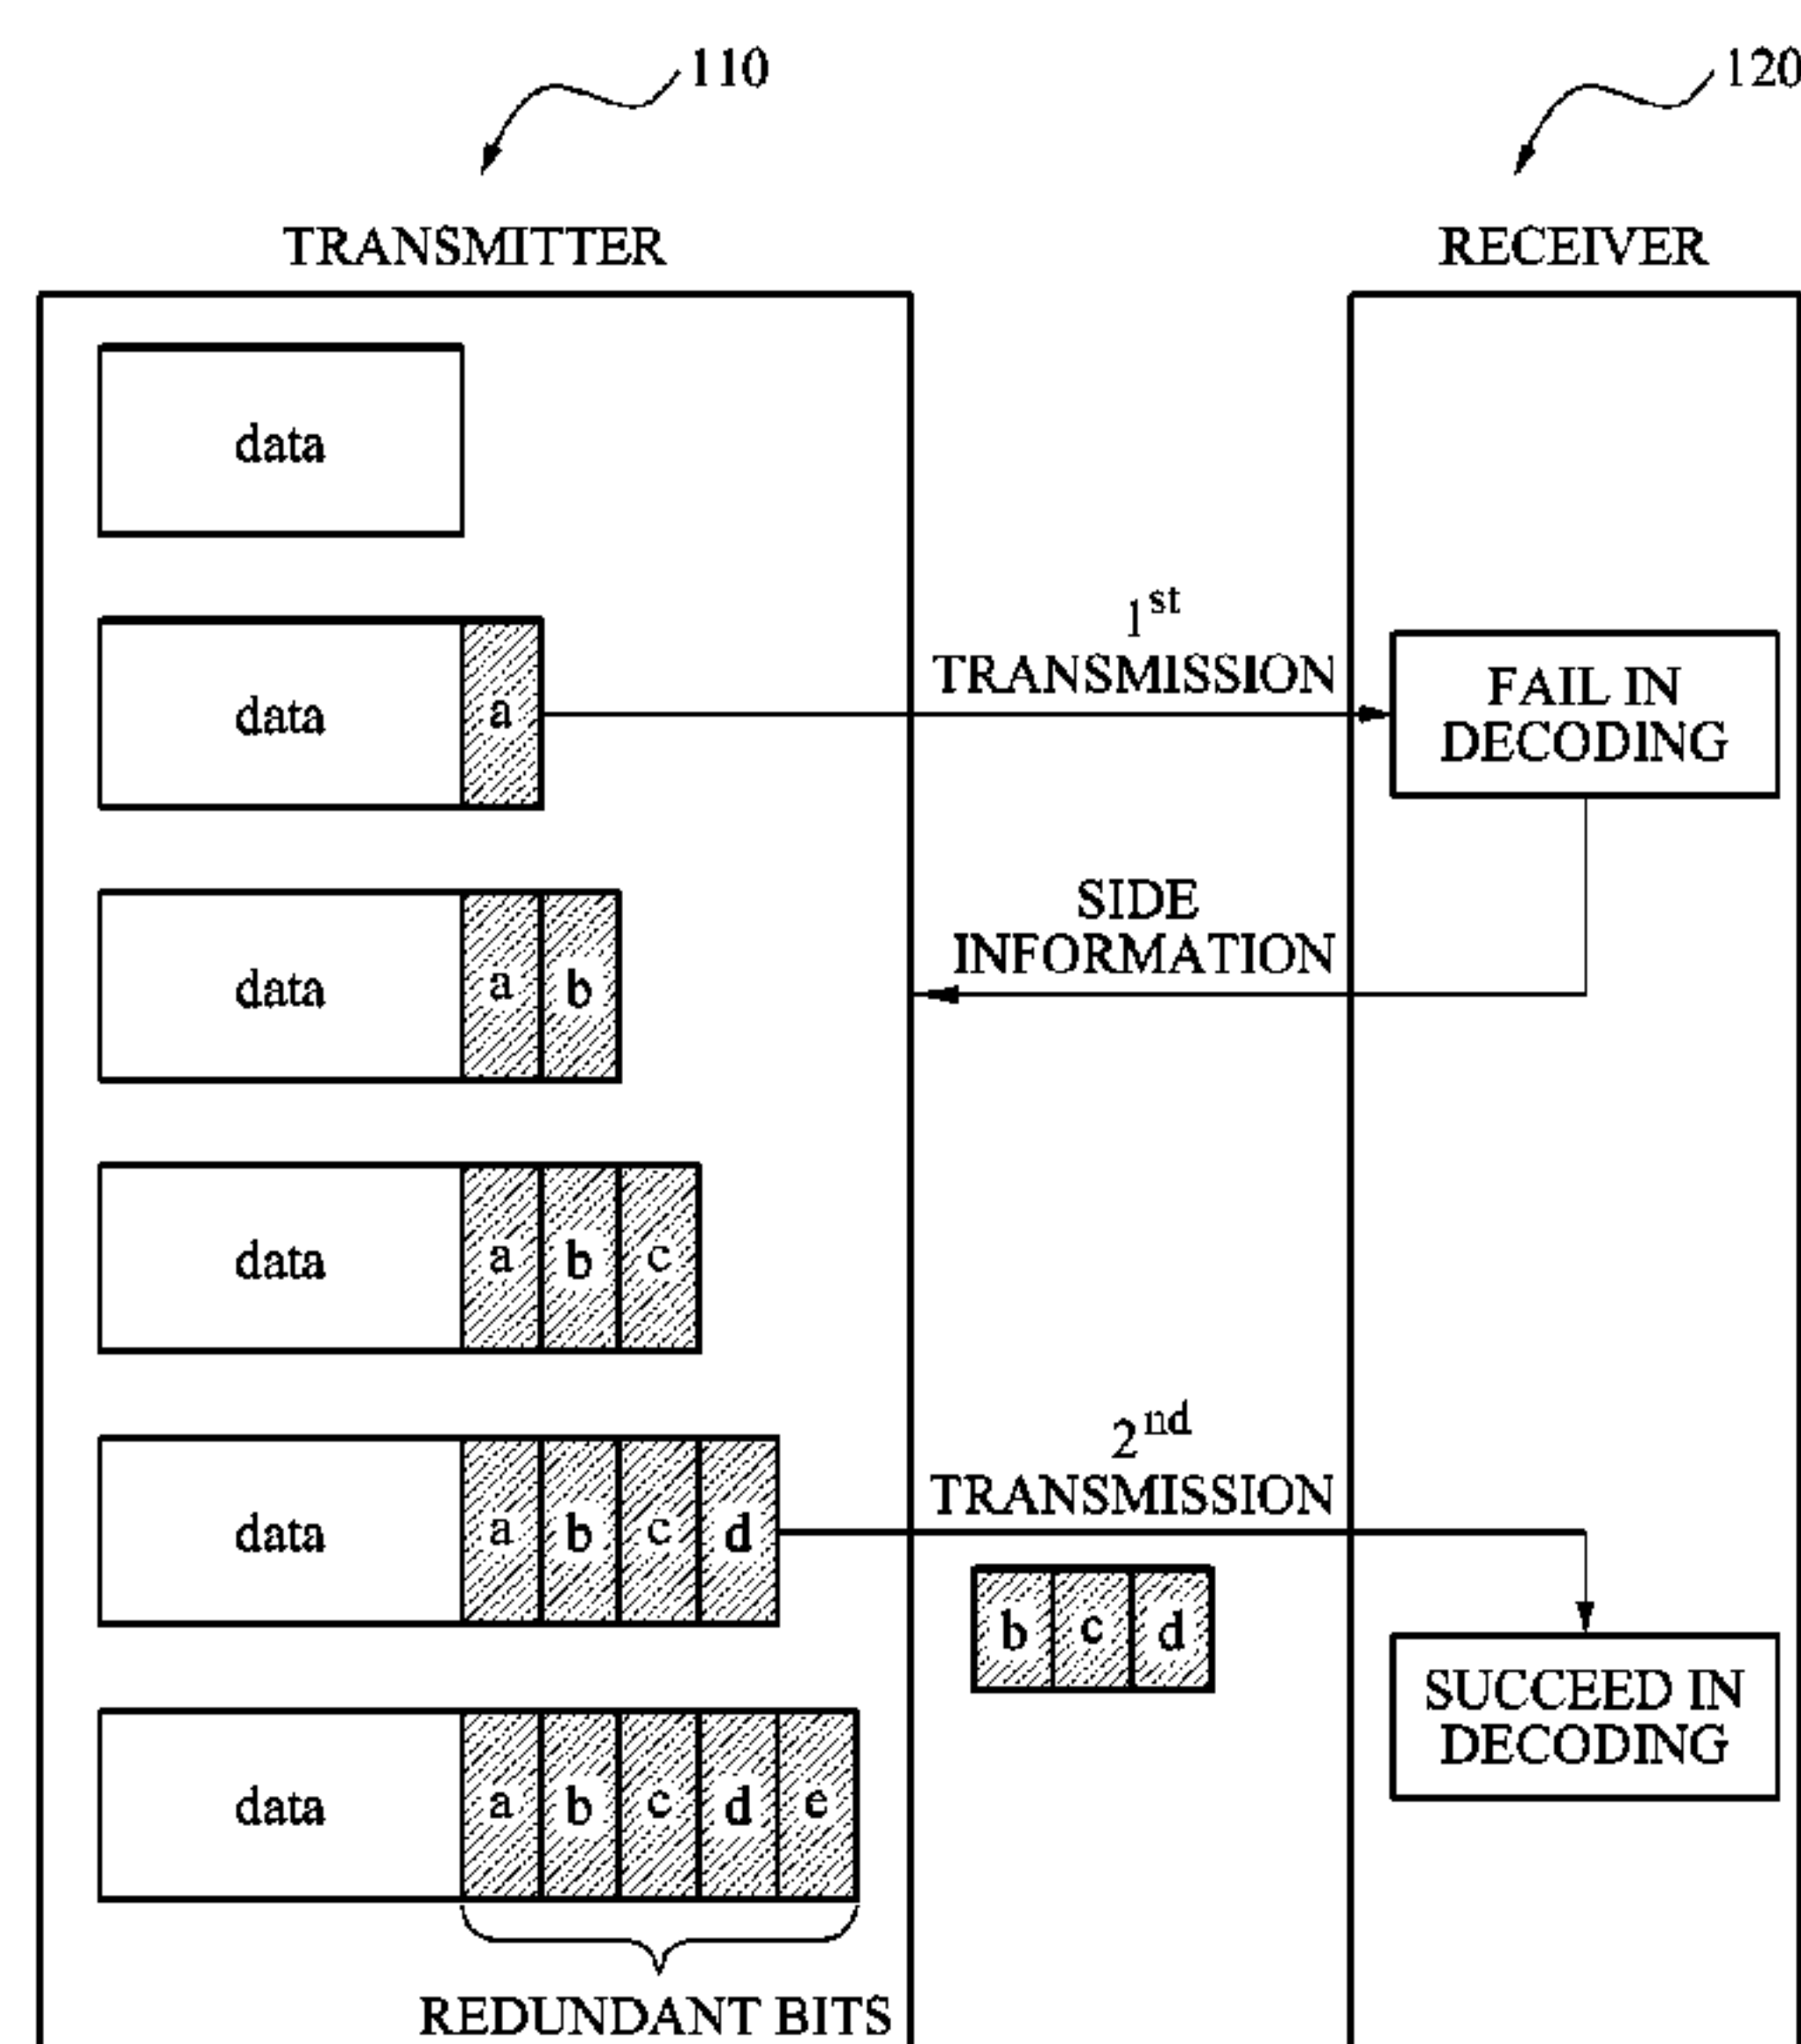 110
120
TRANSMITTER
RECEIVER
data
data a
1st
TRANSMISSION
FAIL IN
DECODING
data a b
SIDE
INFORMATION
data a b c
data a b c d
2nd
TRANSMISSION
b c d
SUCCEED IN
DECODING
data a b c d e
REDUNDANT BITS